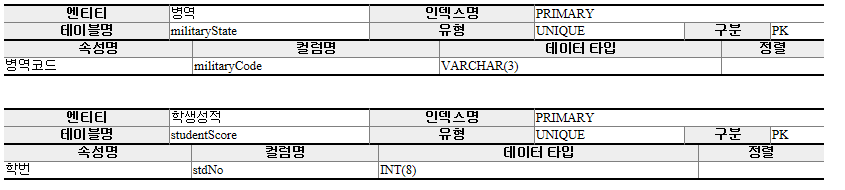 엔티티 병역 인덱스명 PRIMARY
테이블명 militaryState 유형 UNIQUE 구분 PK
속성명 컬럼명 데이터 타입 정렬
병역코드 militaryCode VARCHAR(3)
엔티티 학생성적 인덱스명 PRIMARY
테이블명 studentScore 유형 UNIQUE 구분 PK
속성명 컬럼명 데이터 타입 정렬
학번 stdNo INT(8)